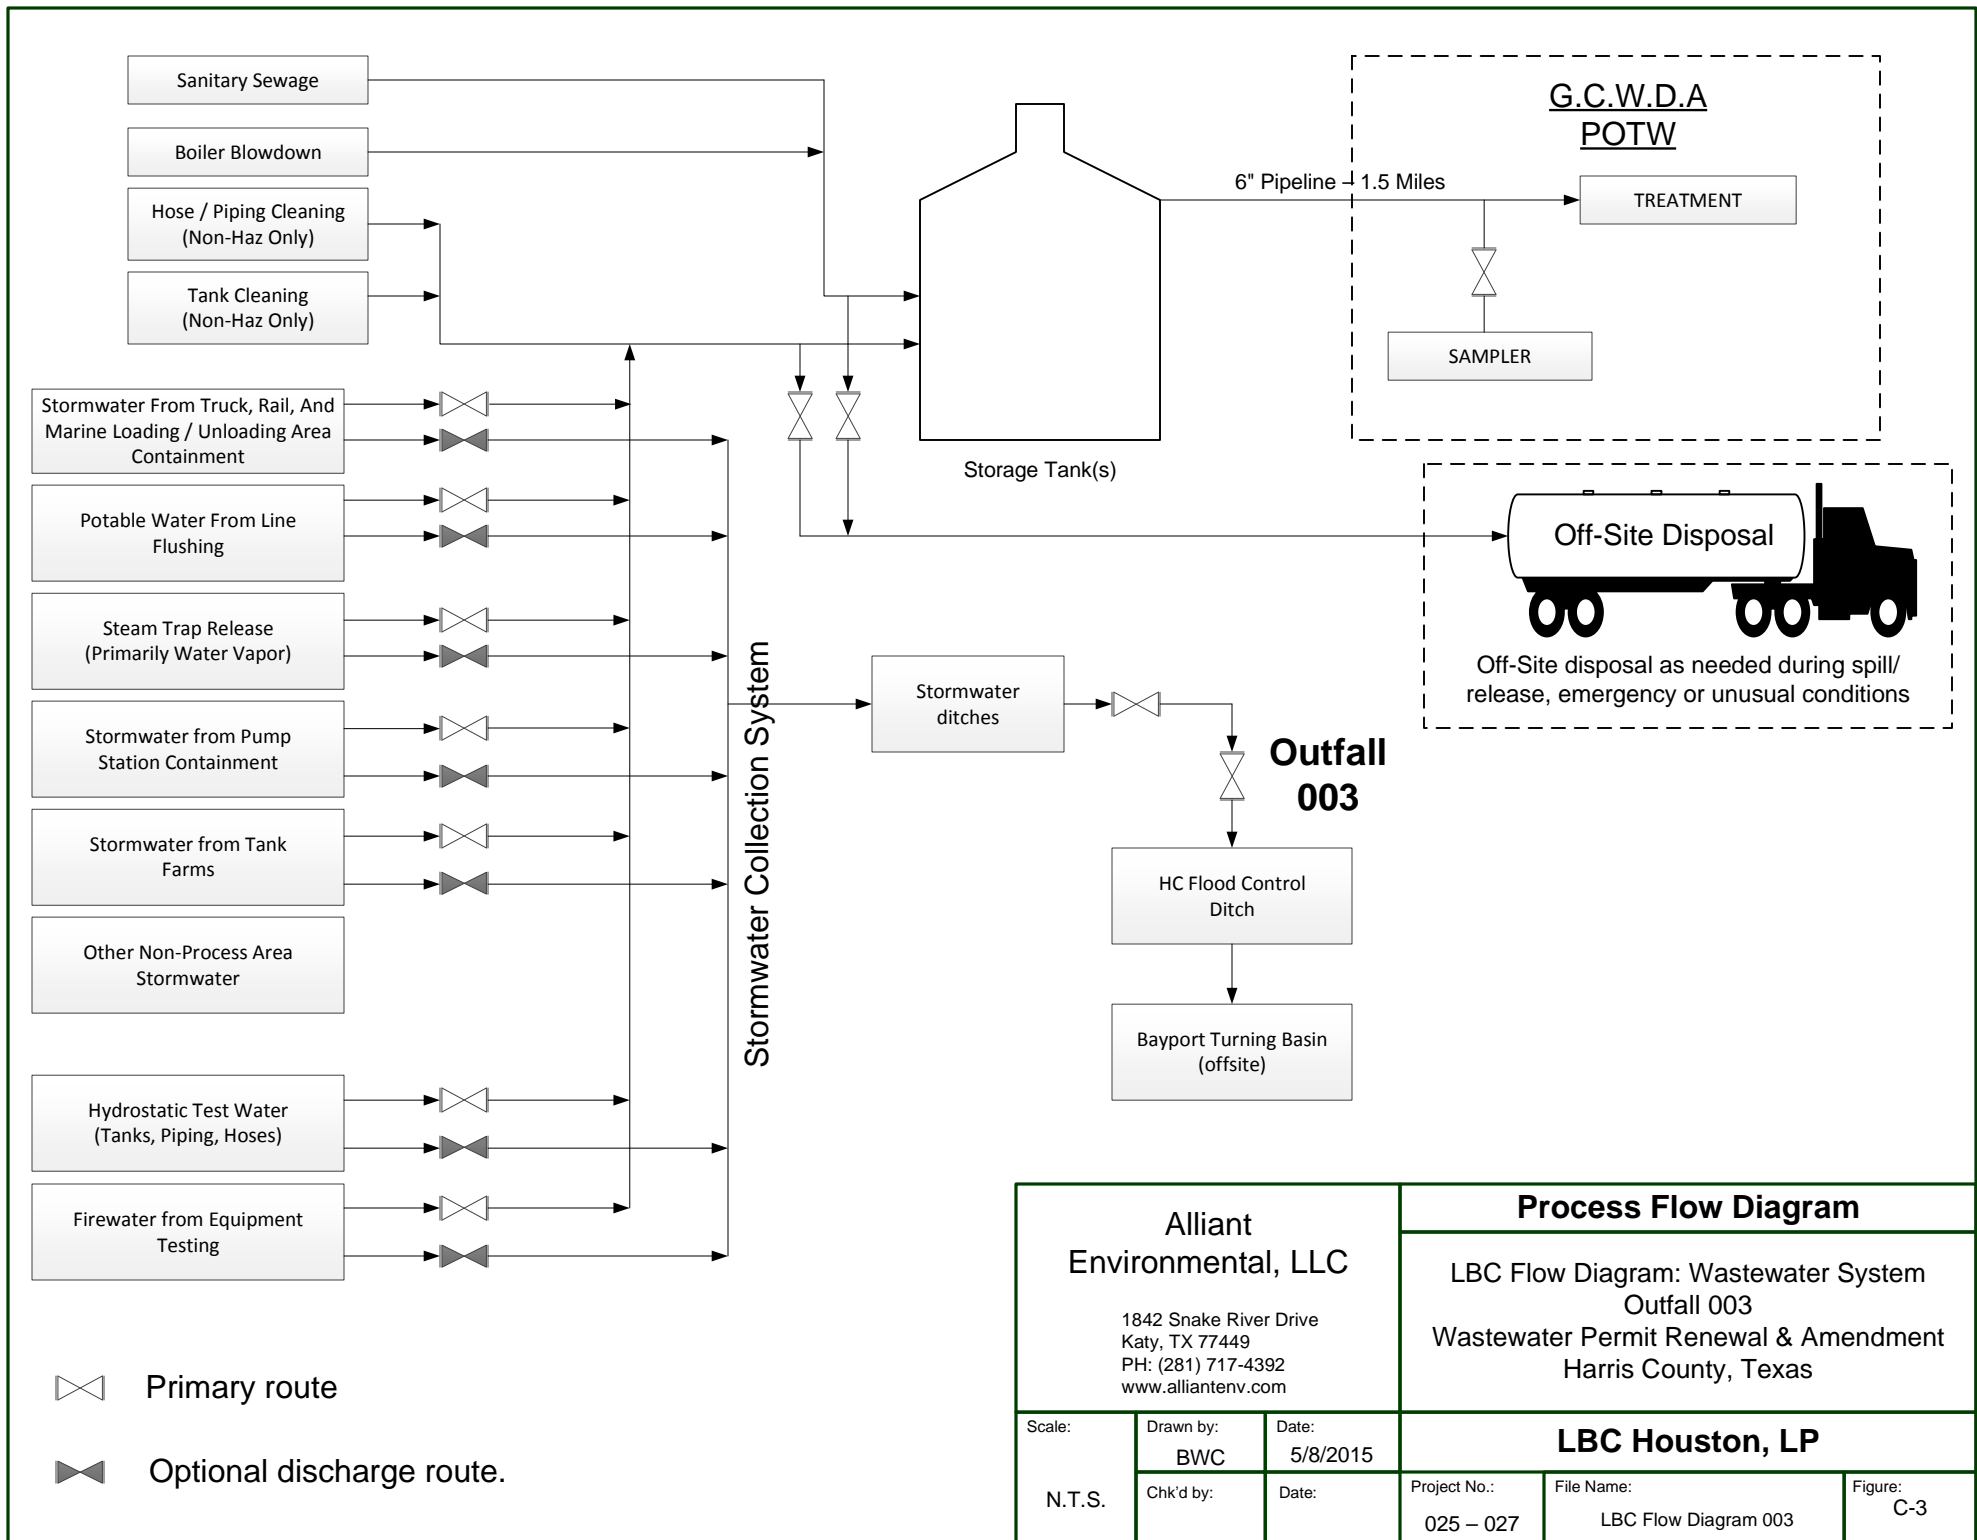 Sanitary Sewage
Boiler Blowdown
Hose / Piping Cleaning
(Non-Haz Only)
Tank Cleaning
(Non-Haz Only)
Stormwater From Truck, Rail, And
Marine Loading / Unloading Area
Containment
Potable Water From Line
Flushing
Steam Trap Release
(Primarily Water Vapor)
Stormwater from Pump
Station Containment
Stormwater from Tank
Farms
Other Non-Process Area
Stormwater
Hydrostatic Test Water
(Tanks, Piping, Hoses)
Firewater from Equipment
Testing
Stormwater Collection System
Storage Tank(s)
6" Pipeline – 1.5 Miles
G.C.W.D.A
POTW
TREATMENT
SAMPLER
Off-Site Disposal
Off-Site disposal as needed during spill/
release, emergency or unusual conditions
Stormwater
ditches
Outfall
003
HC Flood Control
Ditch
Bayport Turning Basin
(offsite)
Primary route
Optional discharge route.
Alliant
Environmental, LLC
1842 Snake River Drive
Katy, TX 77449
PH: (281) 717-4392
www.alliantenv.com
Process Flow Diagram
LBC Flow Diagram: Wastewater System
Outfall 003
Wastewater Permit Renewal & Amendment
Harris County, Texas
Scale:
N.T.S.
Drawn by:
BWC
Date:
5/8/2015
Chk'd by:
Date:
LBC Houston, LP
Project No.:
025 – 027
File Name:
LBC Flow Diagram 003
Figure:
C-3